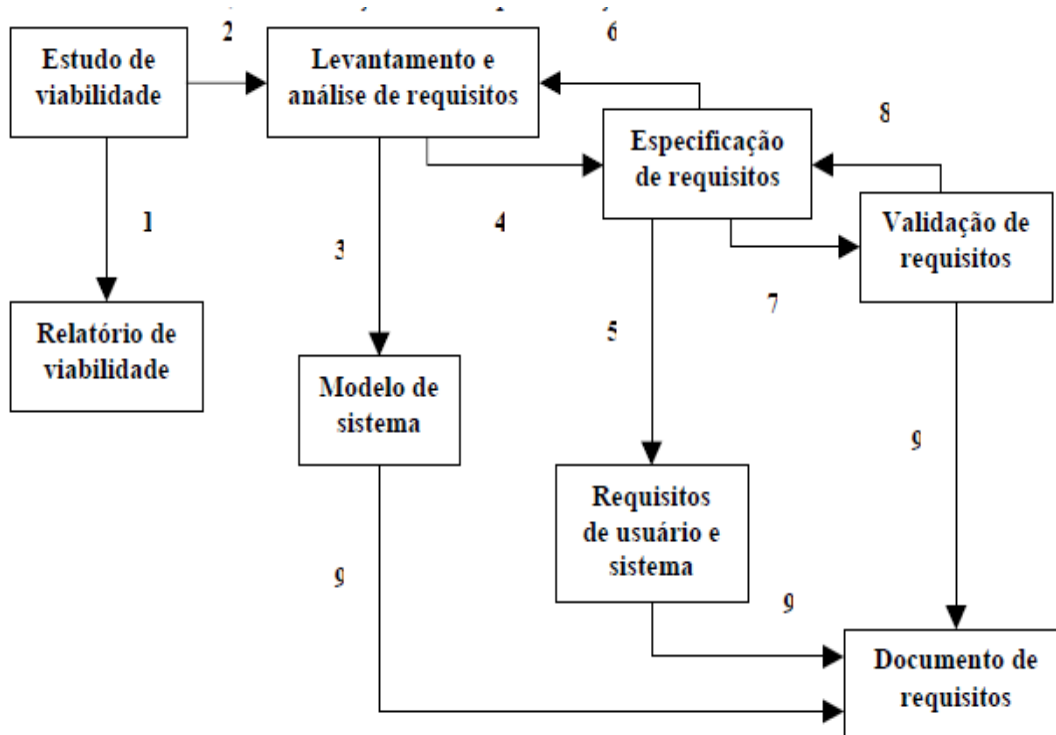 2
6
Estudo de
viabilidade
Levantamento e
análise de requisitos
8
Especificação
de requisitos
1
4
3
Validação de
requisitos
7
5
Relatório de
viabilidade
Modelo de
sistema
9
Requisitos
de usuário e
sistema
9
9
Documento de
requisitos